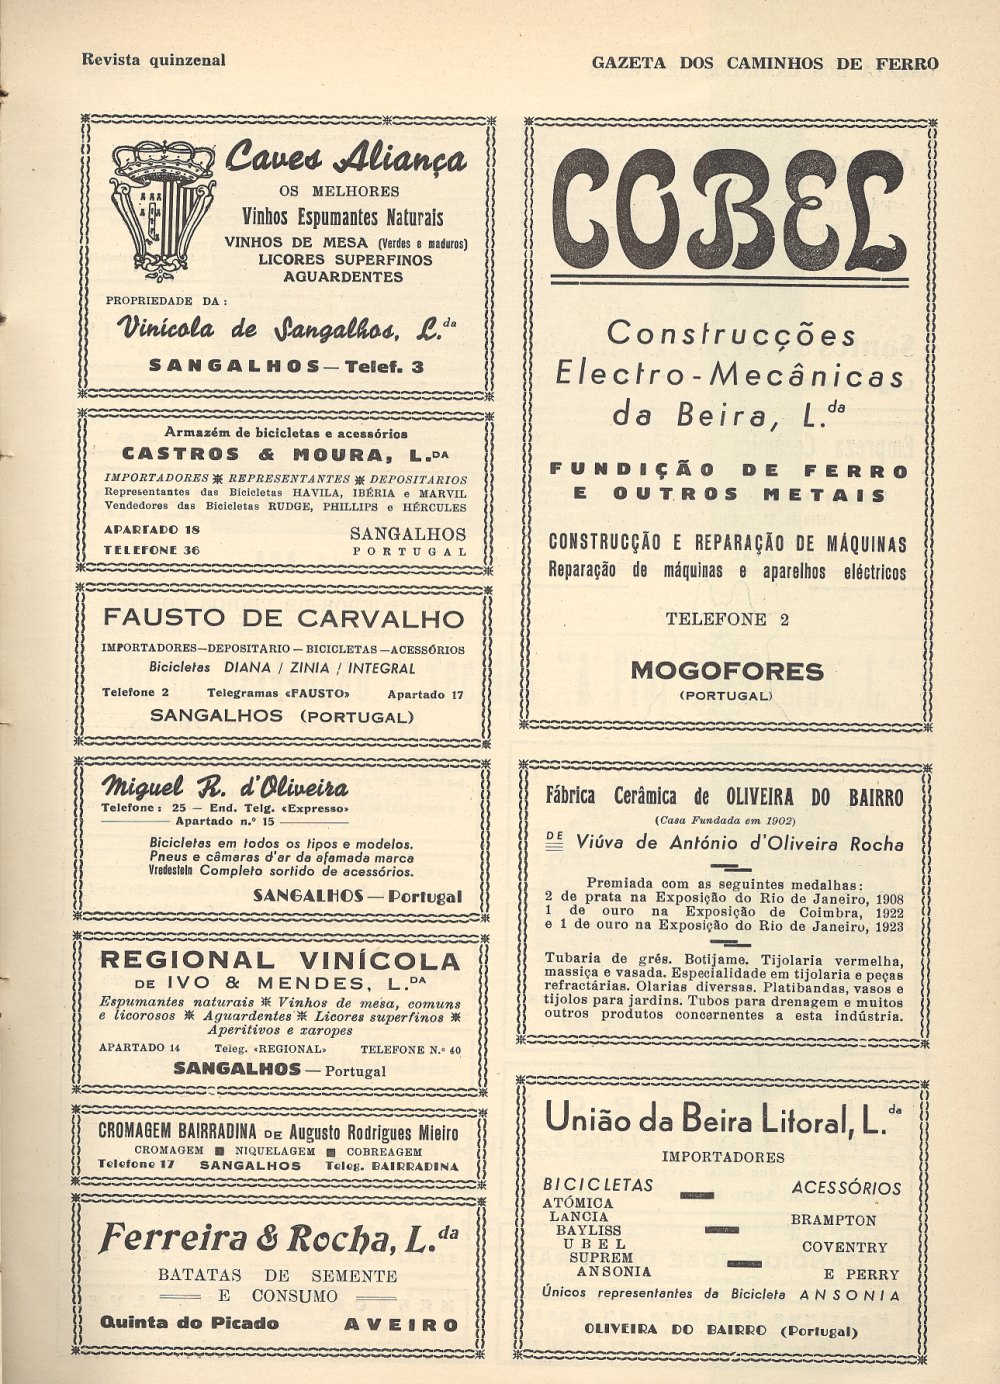 Revista quinzenal
GAZETA DOS CAMINHOS DE FERRO
Caves Aliança
OS MELHORES
Vinhos Espumantes Naturais
VINHOS DE MESA (Verdes e maduros)
LICORES SUPERFINOS
AGUARDENTES
PROPRIEDADE DA:
Vinícola de Sangalhos, L.da
SANGALHOS — Telef. 3
Armazém de bicicletas e acessórios
CASTROS & MOURA, L.DA
IMPORTADORES ※ REPRESENTANTES ※ DEPOSITARIOS
Representantes das Bicicletas HAVILA, IBÉRIA e MARVIL
Vendedores das Bicicletas RUDGE, PHILLIPS e HÉRCULES
APARTADO 18
TELEFONE 36
SANGALHOS
PORTUGAL
FAUSTO DE CARVALHO
IMPORTADORES—DEPOSITARIO—BICICLETAS—ACESSÓRIOS
Bicicletas DIANA / ZINIA / INTEGRAL
Telefone 2 Telegramas «FAUSTO» Apartado 17
SANGALHOS (PORTUGAL)
Miguel R. d'Oliveira
Telefone: 25 — End. Telg. «Expresso»
Apartado n.º 15
Bicicletas em todos os tipos e modelos.
Pneus e câmaras d'ar da afamada marca
Vredestein Completo sortido de acessórios.
SANGALHOS — Portugal
REGIONAL VINÍCOLA
DE IVO & MENDES, L.DA
Espumantes naturais ※ Vinhos de mesa, comuns
e licorosos ※ Aguardentes ※ Licores superfinos ※
Aperitivos e xaropes
APARTADO 14 Teleg. «REGIONAL» TELEFONE N.º 40
SANGALHOS — Portugal
CROMAGEM BAIRRADINA DE Augusto Rodrigues Mieiro
CROMAGEM ■ NIQUELAGEM ■ COBREAGEM
Telefone 17 SANGALHOS Teleg. BAIRRADINA
Ferreira & Rocha, L.da
BATATAS DE SEMENTE
E CONSUMO
Quinta do Picado AVEIRO
COBEL
Construcções
Electro-Mecânicas
da Beira, L.da
FUNDIÇÃO DE FERRO
E OUTROS METAIS
CONSTRUCÇÃO E REPARAÇÃO DE MÁQUINAS
Reparação de máquinas e aparelhos eléctricos
TELEFONE 2
MOGOFORES
(PORTUGAL)
Fábrica Cerâmica de OLIVEIRA DO BAIRRO
(Casa Fundada em 1902)
DE Viúva de António d'Oliveira Rocha
Premiada com as seguintes medalhas:
2 de prata na Exposição do Rio de Janeiro, 1908
1 de ouro na Exposição de Coimbra, 1922
e 1 de ouro na Exposição do Rio de Janeiro, 1923
Tubaria de grês. Botijame. Tijolaria vermelha,
massiça e vasada. Especialidade em tijolaria e peças
refractárias. Olarias diversas. Platibandas, vasos e
tijolos para jardins. Tubos para drenagem e muitos
outros produtos concernentes a esta indústria.
União da Beira Litoral, L.da
IMPORTADORES
BICICLETAS
ATÓMICA
LANCIA
BAYLISS
UBEL
SUPREM
ANSONIA
ACESSÓRIOS
BRAMPTON
COVENTRY
E PERRY
Únicos representantes da Bicicleta ANSONIA
OLIVEIRA DO BAIRRO (Portugal)